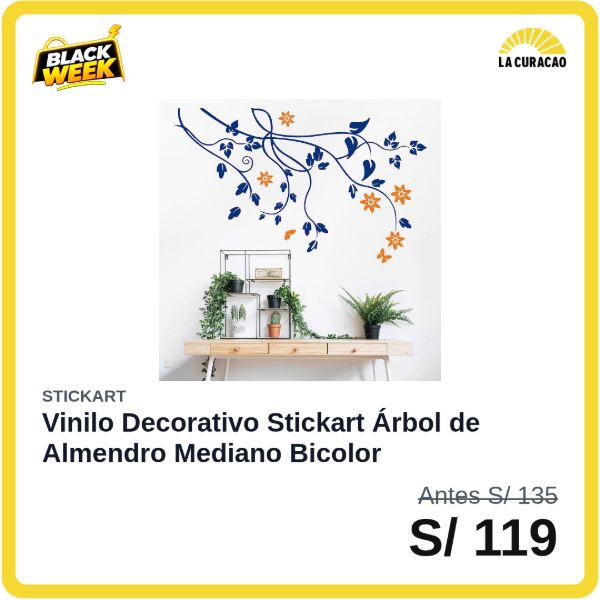 BLACK
WEEK
LA CURACAO
STICKART
Vinilo Decorativo Stickart Árbol de
Almendro Mediano Bicolor
Antes S/ 135
S/ 119